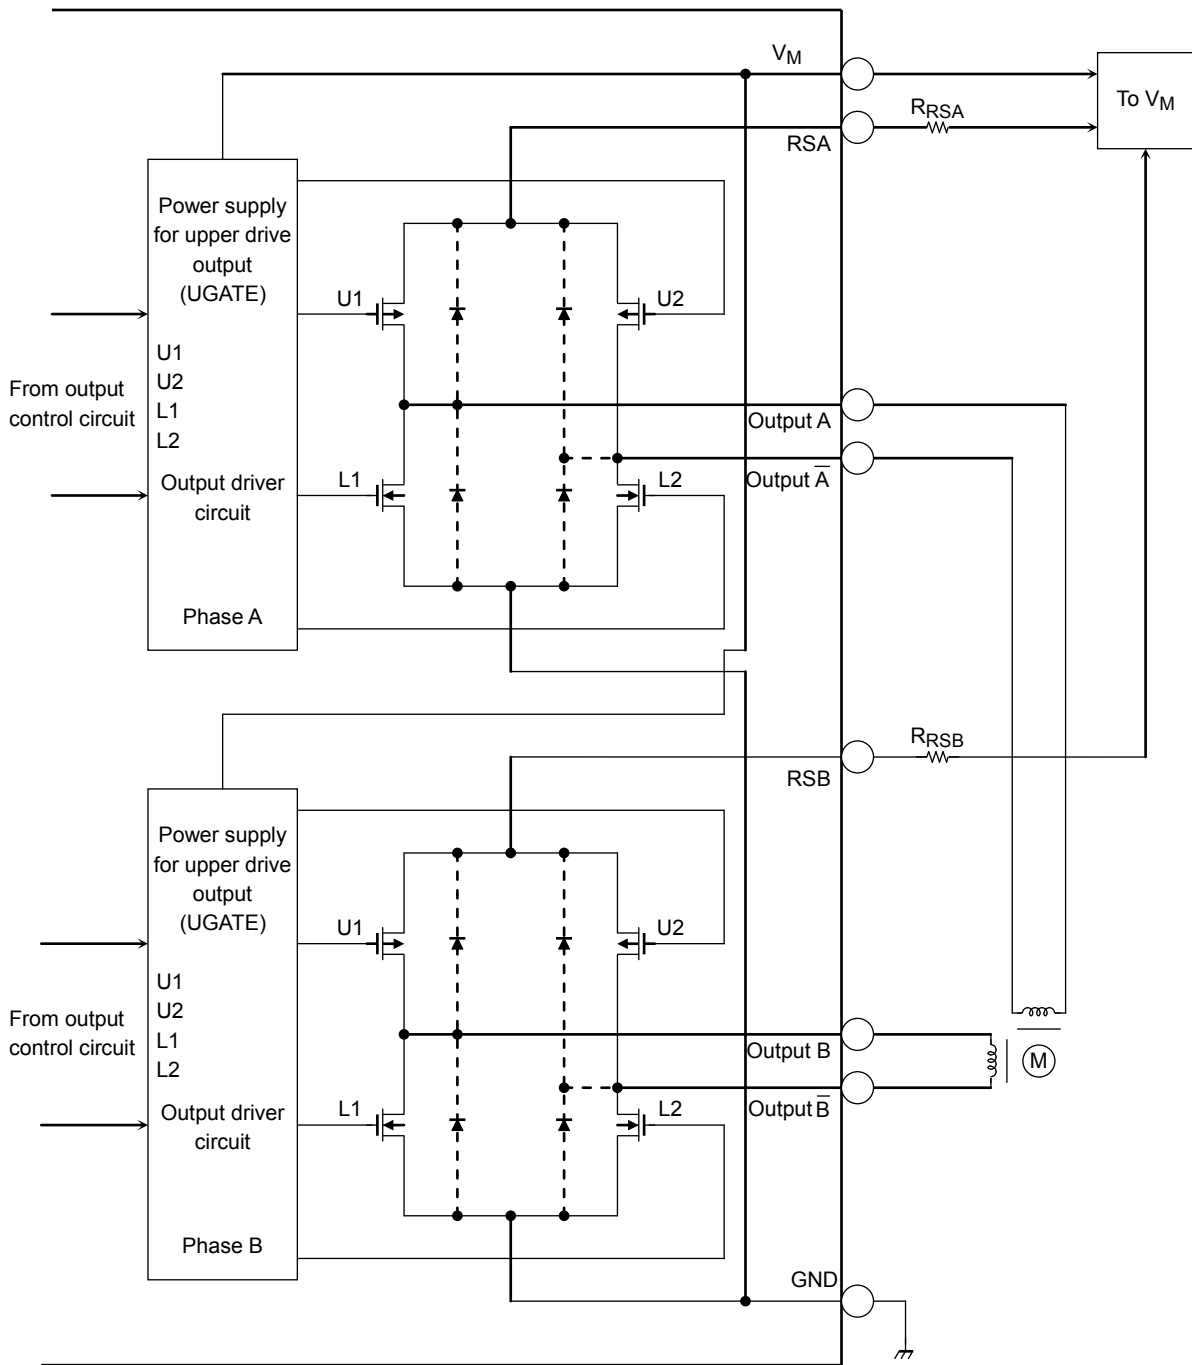 VM
To VM
RRSA
RSA
Power supply
for upper drive
output
(UGATE)
U1
U2
U1
U2
L1
L2
From output
control circuit
Output A
Output A̅
L1
L2
Output driver
circuit
Phase A
RRSB
RSB
Power supply
for upper drive
output
(UGATE)
U1
U2
U1
U2
L1
L2
From output
control circuit
Output B
M
Output B̅
L1
L2
Output driver
circuit
Phase B
GND